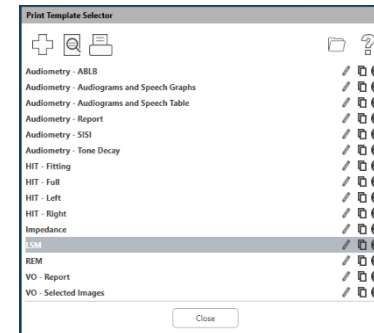 Print Template Selector
Audiometry - ABLB
Audiometry - Audiograms and Speech Graphs
Audiometry - Audiograms and Speech Table
Audiometry - Report
Audiometry - SISI
Audiometry - Tone Decay
HIT - Fitting
HIT - Full
HIT - Left
HIT - Right
Impedance
LSM
REM
VO - Report
VO - Selected Images
Close